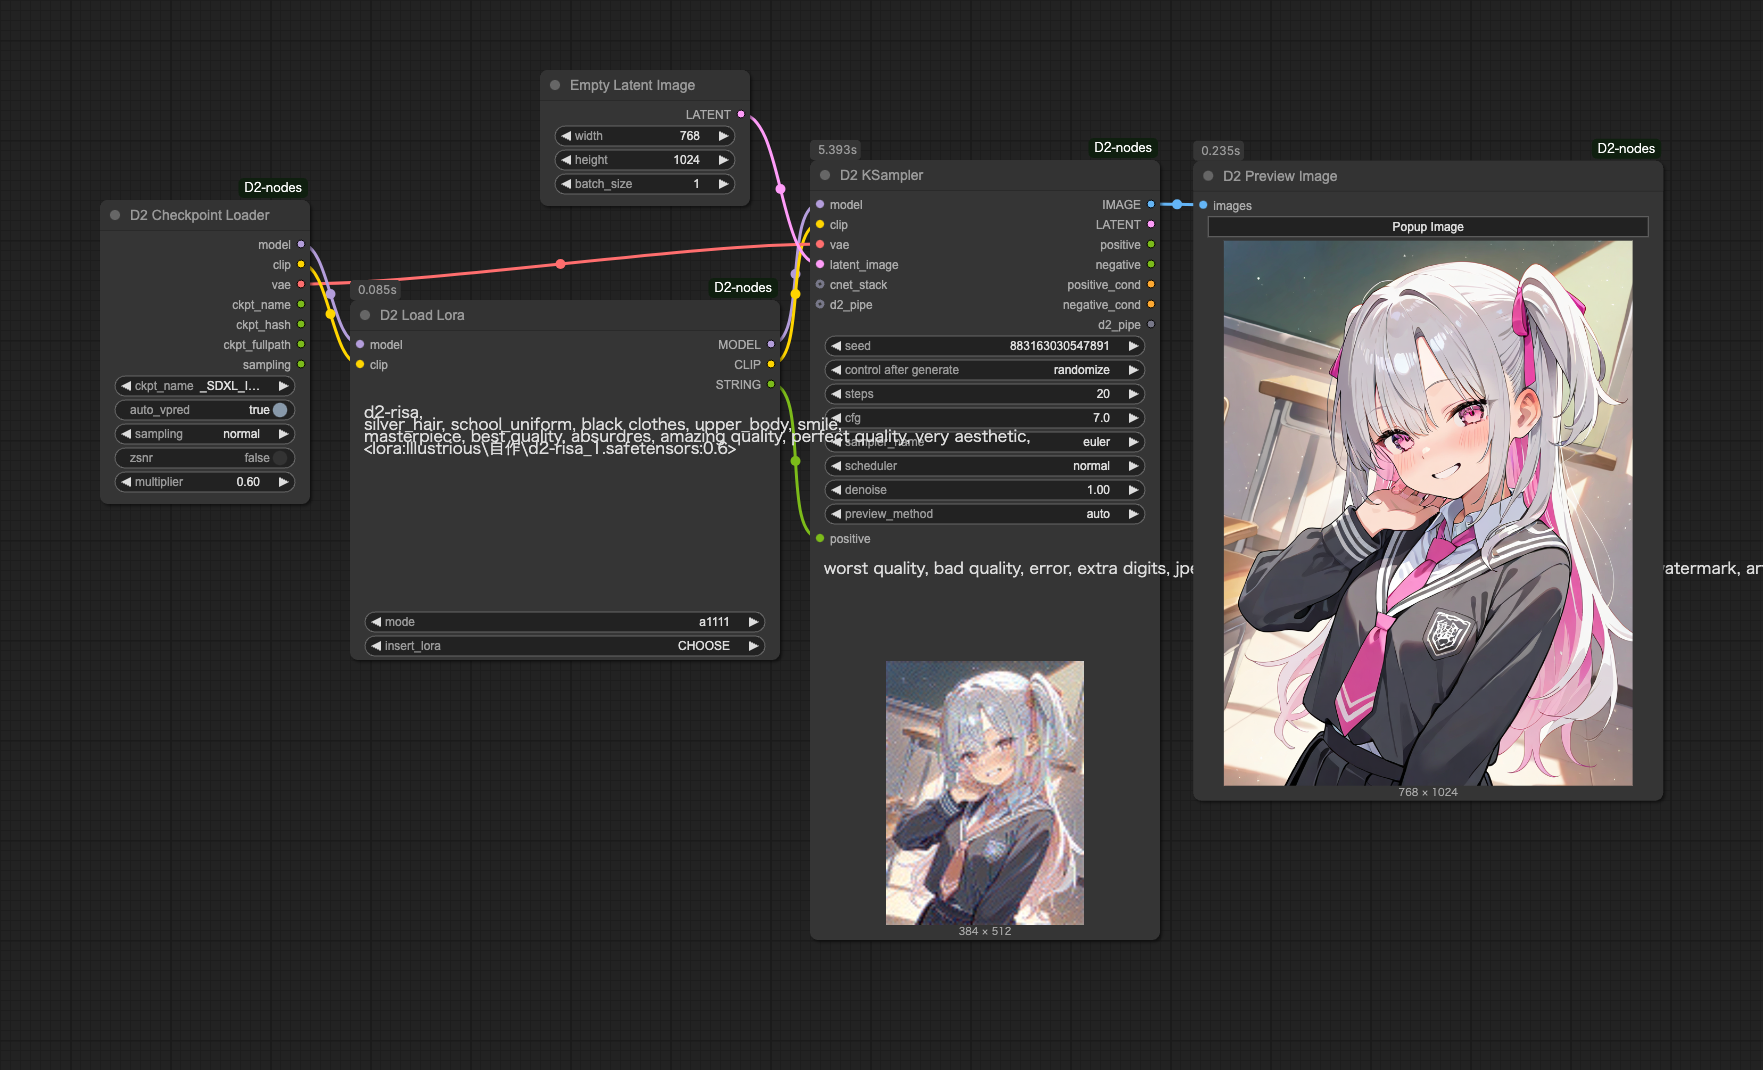 Empty Latent Image
LATENT
width 768
height 1024
batch_size 1
D2-nodes
D2 Checkpoint Loader
model
clip
vae
ckpt_name
ckpt_hash
ckpt_fullpath
sampling
ckpt_name _SDXL_I...
auto_vpred true
sampling normal
zsnr false
multiplier 0.60
0.085s
D2-nodes
D2 Load Lora
model MODEL
clip CLIP
STRING
d2-risa,
silver_hair, school_uniform, black_clothes, upper_body, smile,
masterpiece, best quality, absurdres, amazing quality, perfect quality, very aesthetic,
<lora:Illustrious\自作\d2-risa_1.safetensors:0.6>
mode a1111
insert_lora CHOOSE
5.393s
D2-nodes
D2 KSampler
model IMAGE
clip LATENT
vae positive
latent_image negative
cnet_stack positive_cond
d2_pipe negative_cond
d2_pipe
seed 883163030547891
control after generate randomize
steps 20
cfg 7.0
sampler_name euler
scheduler normal
denoise 1.00
preview_method auto
positive
worst quality, bad quality, error, extra digits,
384 × 512
0.235s
D2-nodes
D2 Preview Image
images
Popup Image
768 × 1024